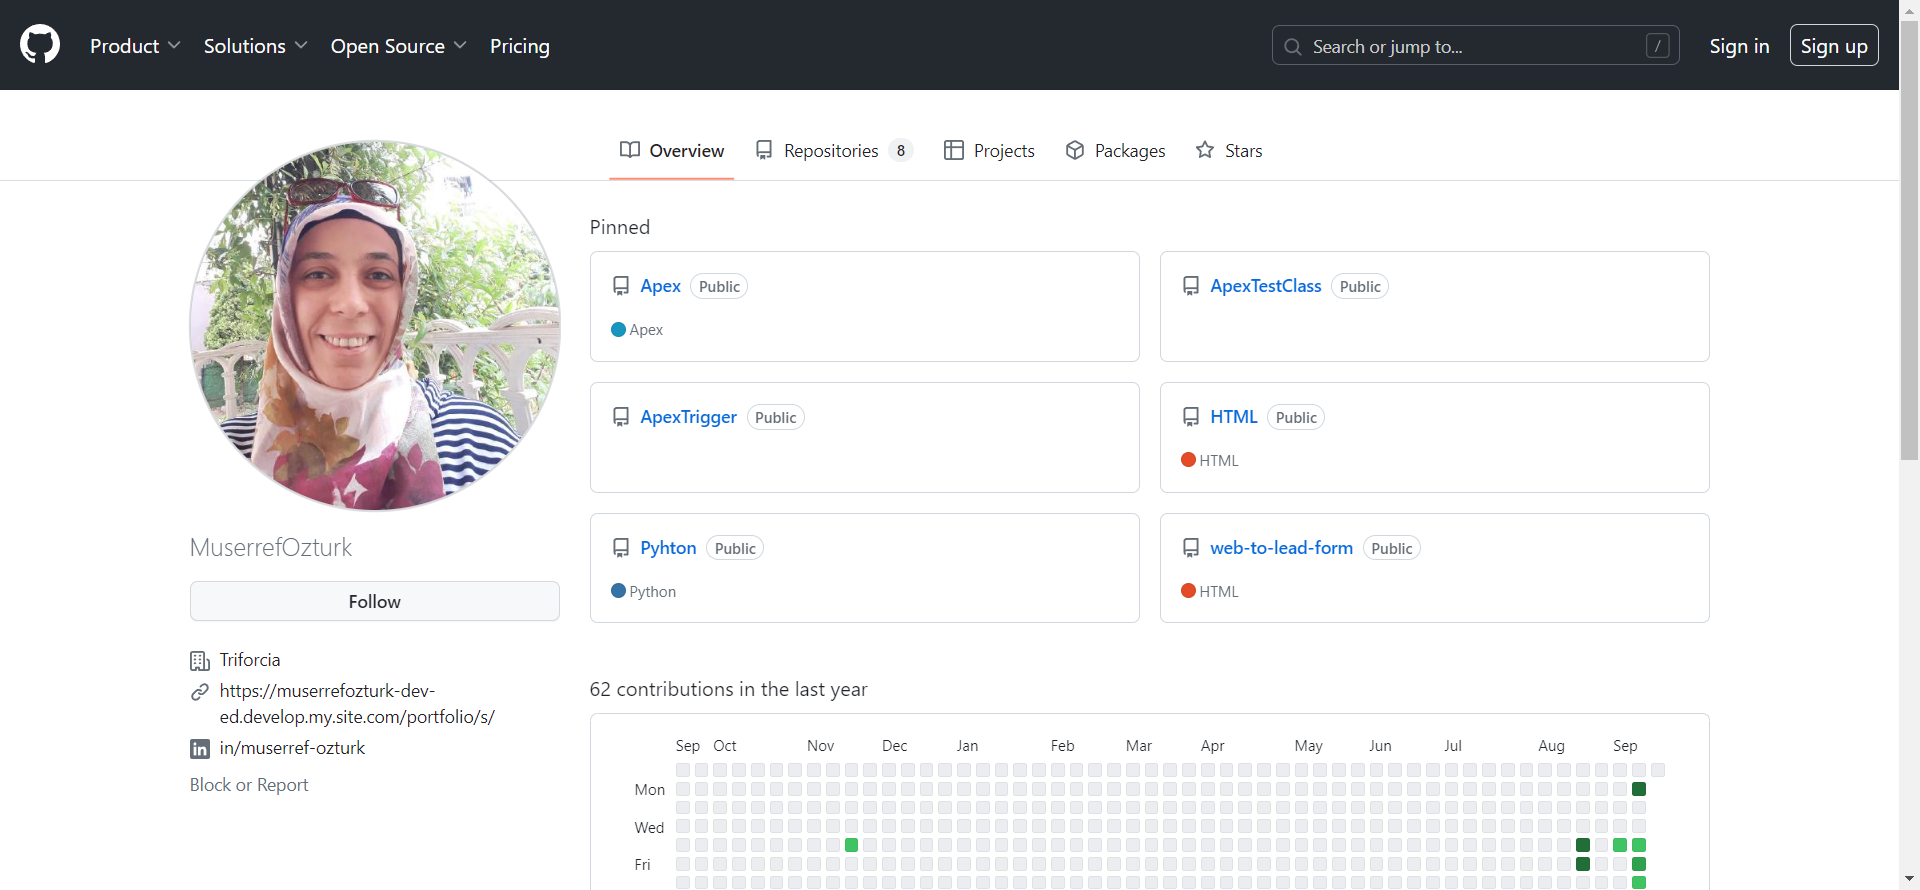 Product Solutions Open Source Pricing Search or jump to... / Sign in Sign up
Overview Repositories 8 Projects Packages Stars
MuserrefOzturk
Follow
Triforcia
https://muserrefozturk-dev-
ed.develop.my.site.com/portfolio/s/
in/muserref-ozturk
Block or Report
Pinned
Apex Public
Apex
ApexTestClass Public
ApexTrigger Public
HTML Public
HTML
Pyhton Public
Python
web-to-lead-form Public
HTML
62 contributions in the last year
Sep Oct Nov Dec Jan Feb Mar Apr May Jun Jul Aug Sep
Mon
Wed
Fri